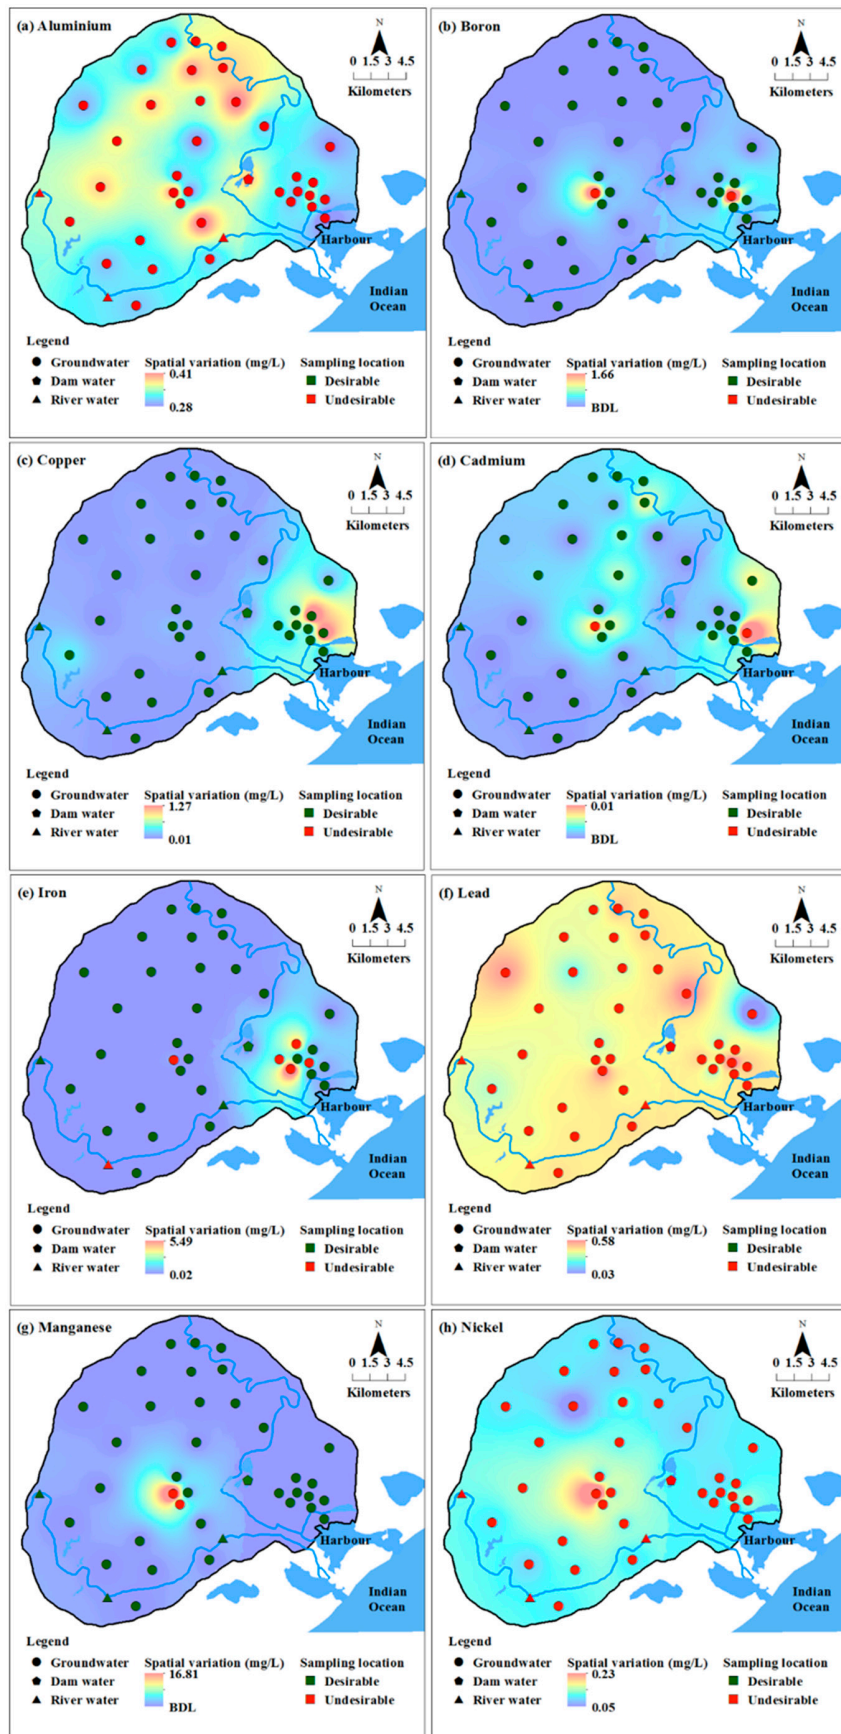 (a) Aluminium
N
0 1.5 3 4.5
Kilometers
Harbour
Indian
Ocean
Legend
Groundwater
Dam water
River water
Spatial variation (mg/L)
0.41
0.28
Sampling location
Desirable
Undesirable
(b) Boron
N
0 1.5 3 4.5
Kilometers
Harbour
Indian
Ocean
Legend
Groundwater
Dam water
River water
Spatial variation (mg/L)
1.66
BDL
Sampling location
Desirable
Undesirable
(c) Copper
N
0 1.5 3 4.5
Kilometers
Harbour
Indian
Ocean
Legend
Groundwater
Dam water
River water
Spatial variation (mg/L)
1.27
0.01
Sampling location
Desirable
Undesirable
(d) Cadmium
N
0 1.5 3 4.5
Kilometers
Harbour
Indian
Ocean
Legend
Groundwater
Dam water
River water
Spatial variation (mg/L)
0.01
BDL
Sampling location
Desirable
Undesirable
(e) Iron
N
0 1.5 3 4.5
Kilometers
Harbour
Indian
Ocean
Legend
Groundwater
Dam water
River water
Spatial variation (mg/L)
5.49
0.02
Sampling location
Desirable
Undesirable
(f) Lead
N
0 1.5 3 4.5
Kilometers
Harbour
Indian
Ocean
Legend
Groundwater
Dam water
River water
Spatial variation (mg/L)
0.58
0.03
Sampling location
Desirable
Undesirable
(g) Manganese
N
0 1.5 3 4.5
Kilometers
Harbour
Indian
Ocean
Legend
Groundwater
Dam water
River water
Spatial variation (mg/L)
16.81
BDL
Sampling location
Desirable
Undesirable
(h) Nickel
N
0 1.5 3 4.5
Kilometers
Harbour
Indian
Ocean
Legend
Groundwater
Dam water
River water
Spatial variation (mg/L)
0.23
0.05
Sampling location
Desirable
Undesirable